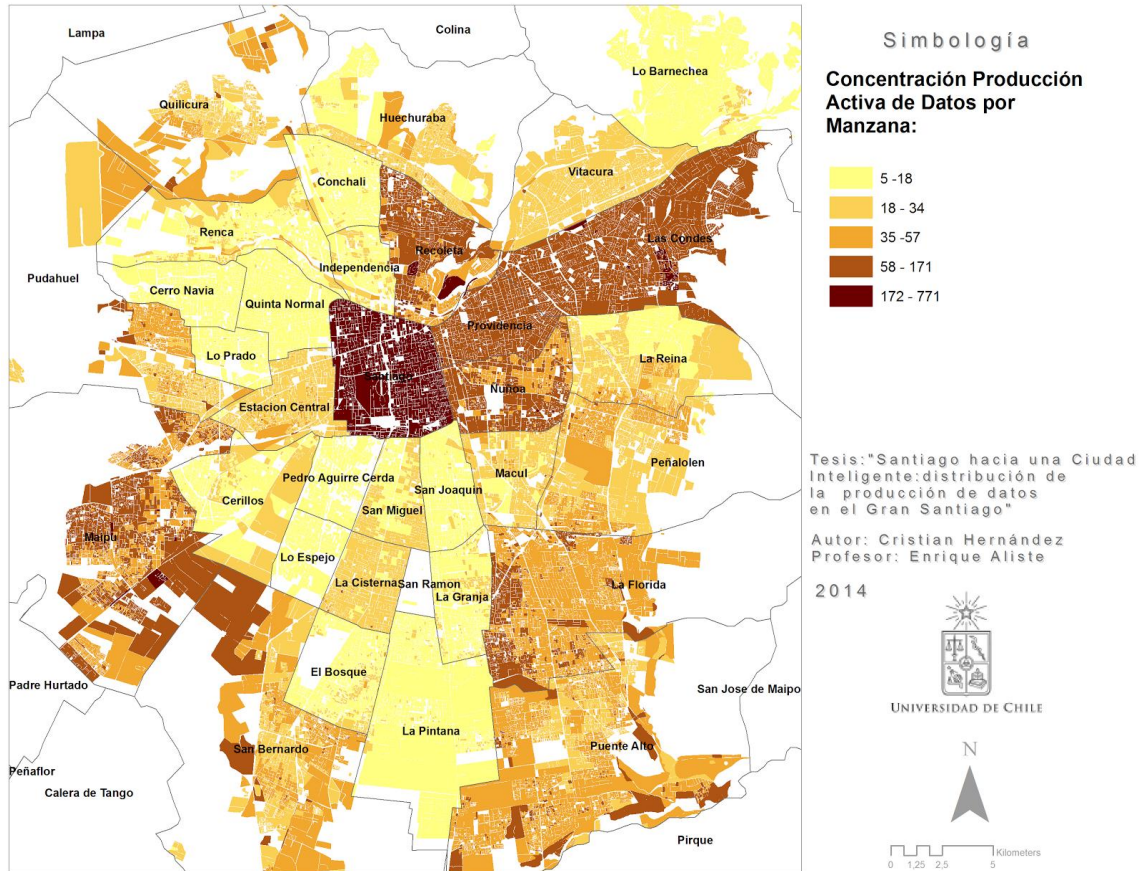 Lampa
Colina
Lo Barnechea
Quilicura
Huechuraba
Vitacura
Conchali
Renca
Recoleta
Las Condes
Independencia
Pudahuel
Cerro Navia
Quinta Normal
Providencia
Lo Prado
La Reina
Santiago
Ñuñoa
Estacion Central
Peñalolen
Pedro Aguirre Cerda
Macul
San Joaquin
Cerrillos
San Miguel
Maipu
Lo Espejo
La Cisterna
San Ramon
La Granja
La Florida
El Bosque
Padre Hurtado
San Jose de Maipo
La Pintana
San Bernardo
Puente Alto
Peñaflor
Calera de Tango
Pirque
Simbología
Concentración Producción
Activa de Datos por
Manzana:
5 -18
18 - 34
35 -57
58 - 171
172 - 771
Tesis:"Santiago hacia una Ciudad
Inteligente:distribución de
la producción de datos
en el Gran Santiago"
Autor: Cristian Hernández
Profesor: Enrique Aliste
2014
UNIVERSIDAD DE CHILE
N
Kilometers
0 1,25 2,5 5